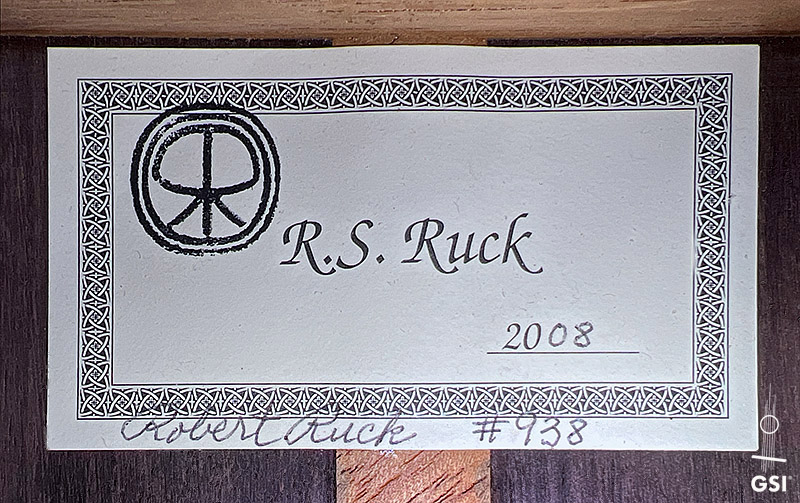 R.S. Ruck
2008
Robert Ruck #938
GSI